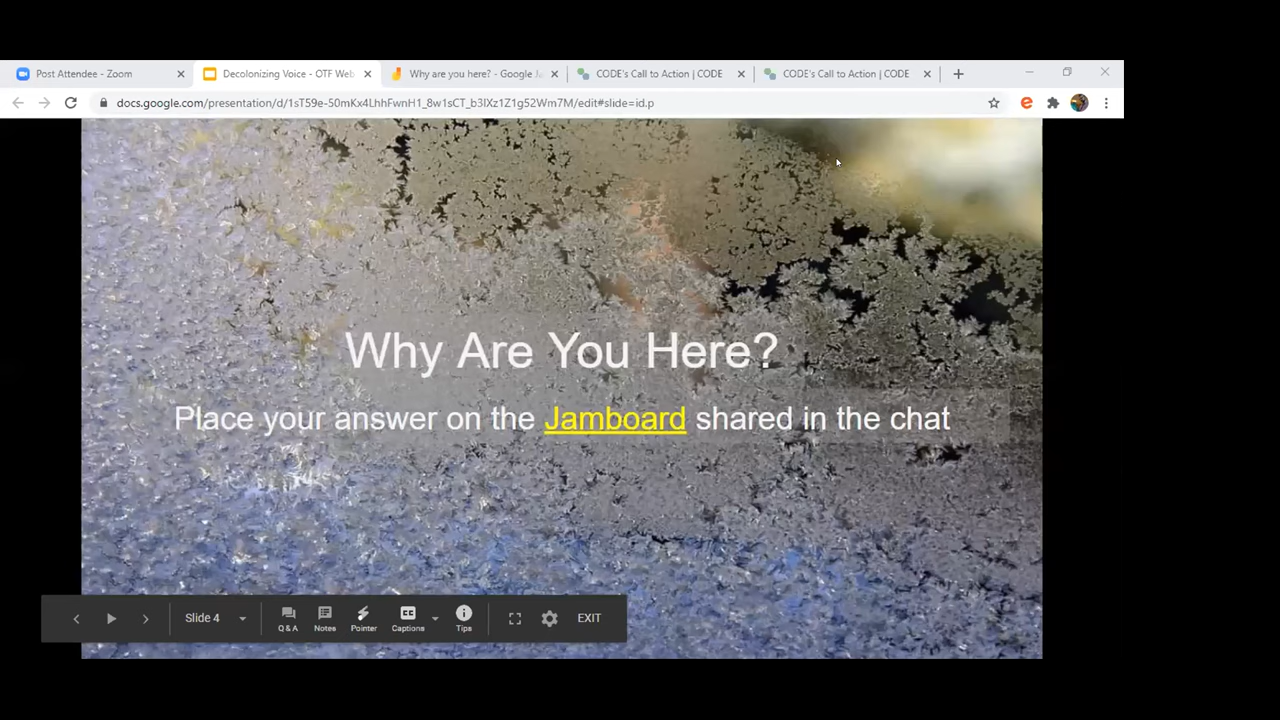 Post Attendee - Zoom
Decolonizing Voice - OTF Web
Why are you here? - Google Ja
CODE's Call to Action | CODE
CODE's Call to Action | CODE
docs.google.com/presentation/d/1sT59e-50mKx4LhhFwnH1_8w1sCT_b3lXz1Z1g52Wm7M/edit#slide=id.p
Why Are You Here?
Place your answer on the Jamboard shared in the chat
Slide 4
Q & A
Notes
Pointer
CC
Captions
Tips
EXIT